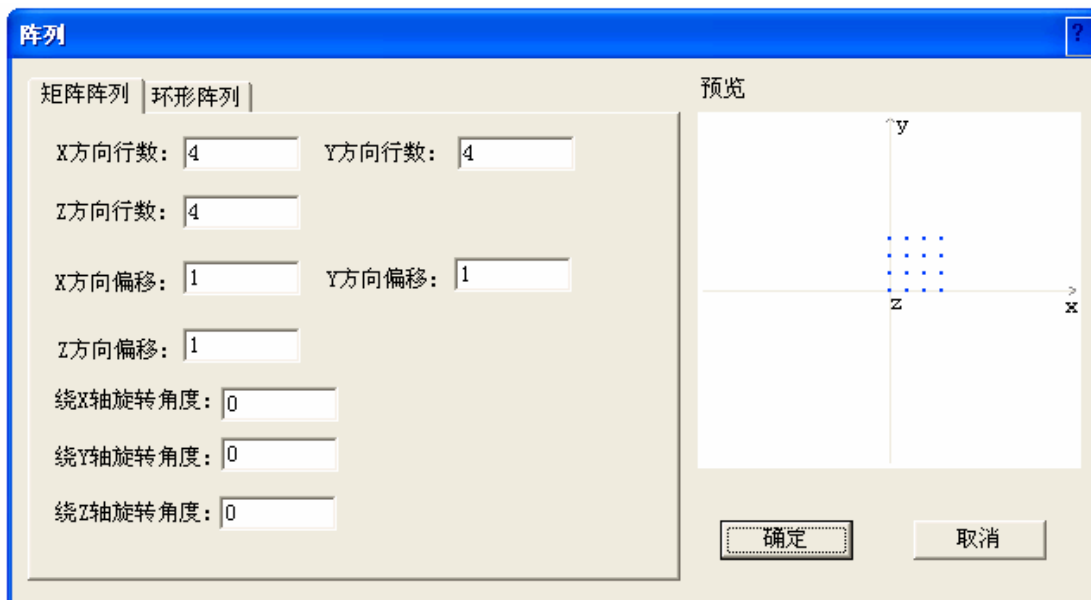 阵列 ?
矩阵阵列 环形阵列
X方向行数: 4 Y方向行数: 4
Z方向行数: 4
X方向偏移: 1 Y方向偏移: 1
Z方向偏移: 1
绕X轴旋转角度: 0
绕Y轴旋转角度: 0
绕Z轴旋转角度: 0
预览
y
z
x
确定 取消